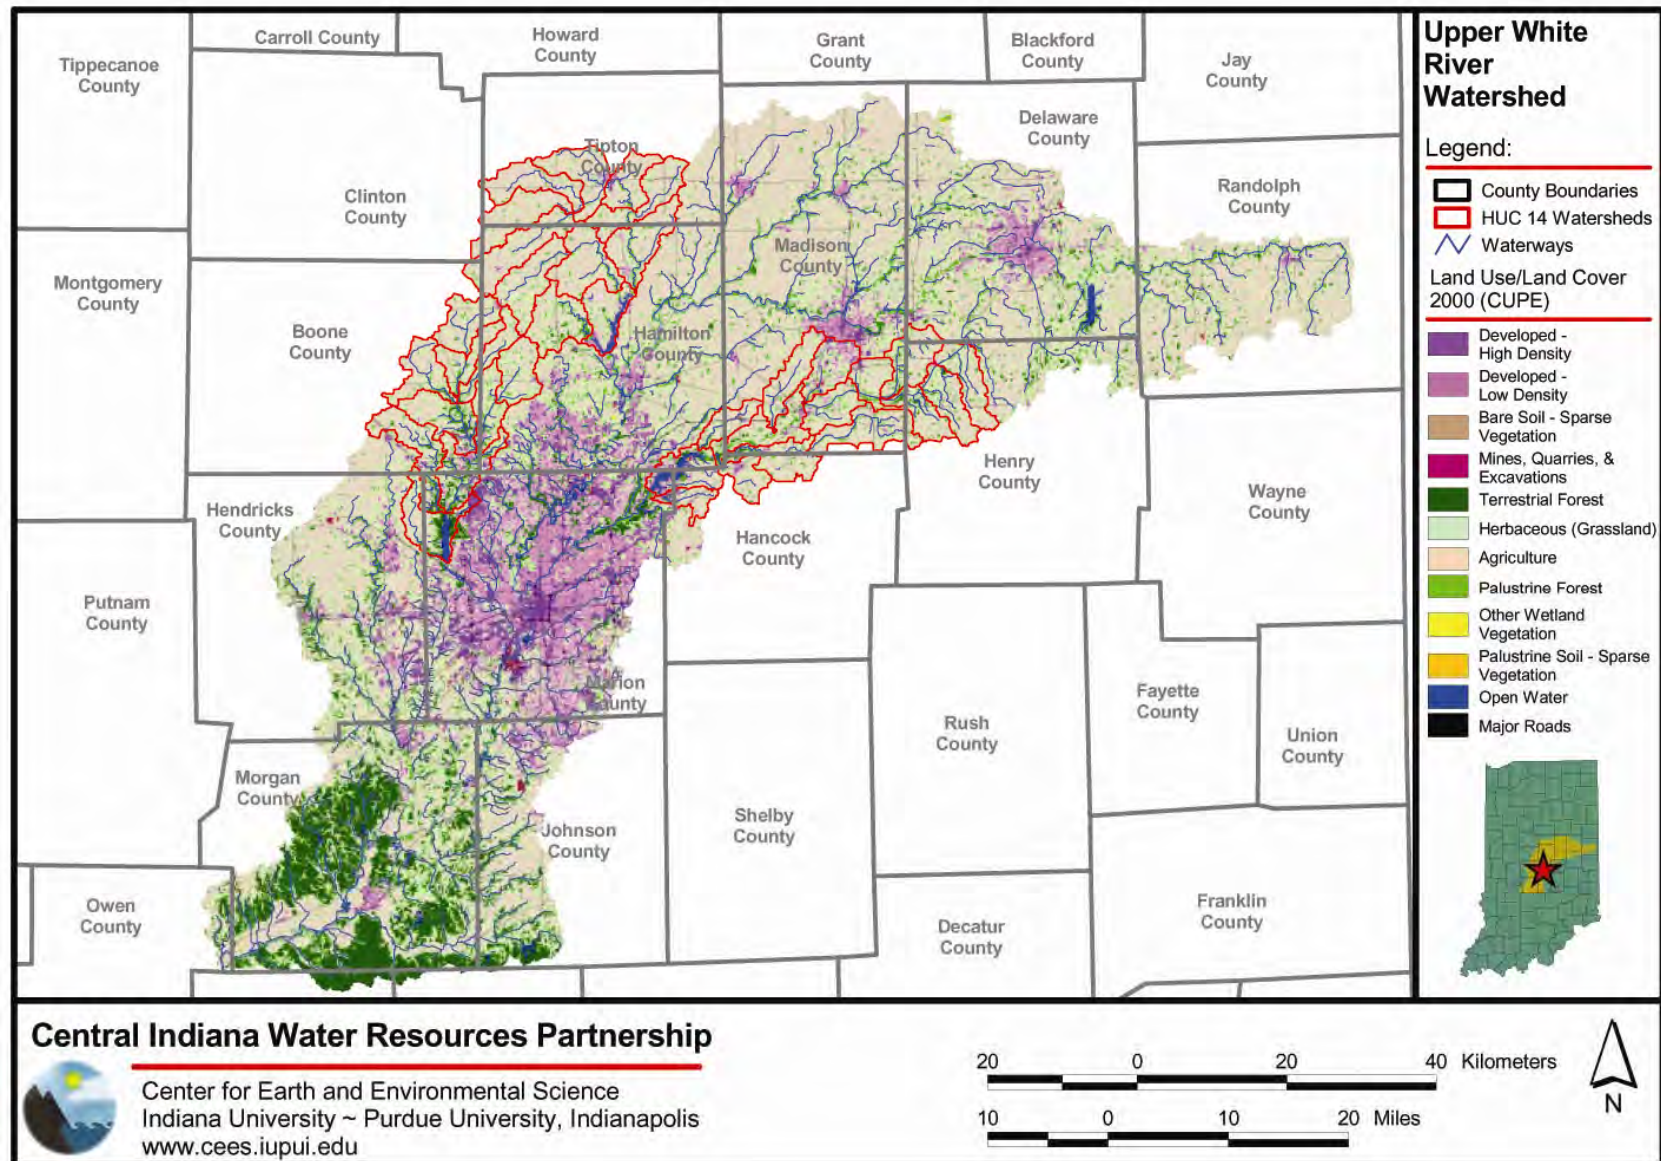 Carroll County
Howard
County
Grant
County
Blackford
County
Jay
County
Tippecanoe
County
Delaware
County
Tipton
County
Clinton
County
Randolph
County
Madison
County
Montgomery
County
Boone
County
Hamilton
County
Henry
County
Wayne
County
Hendricks
County
Hancock
County
Putnam
County
Marion
County
Fayette
County
Rush
County
Union
County
Morgan
County
Shelby
County
Johnson
County
Owen
County
Decatur
County
Franklin
County
Upper White
River
Watershed
Legend:
County Boundaries
HUC 14 Watersheds
Waterways
Land Use/Land Cover
2000 (CUPE)
Developed -
High Density
Developed -
Low Density
Bare Soil - Sparse
Vegetation
Mines, Quarries, &
Excavations
Terrestrial Forest
Herbaceous (Grassland)
Agriculture
Palustrine Forest
Other Wetland
Vegetation
Palustrine Soil - Sparse
Vegetation
Open Water
Major Roads
Central Indiana Water Resources Partnership
Center for Earth and Environmental Science
Indiana University ~ Purdue University, Indianapolis
www.cees.iupui.edu
20 0 20 40 Kilometers
10 0 10 20 Miles
N